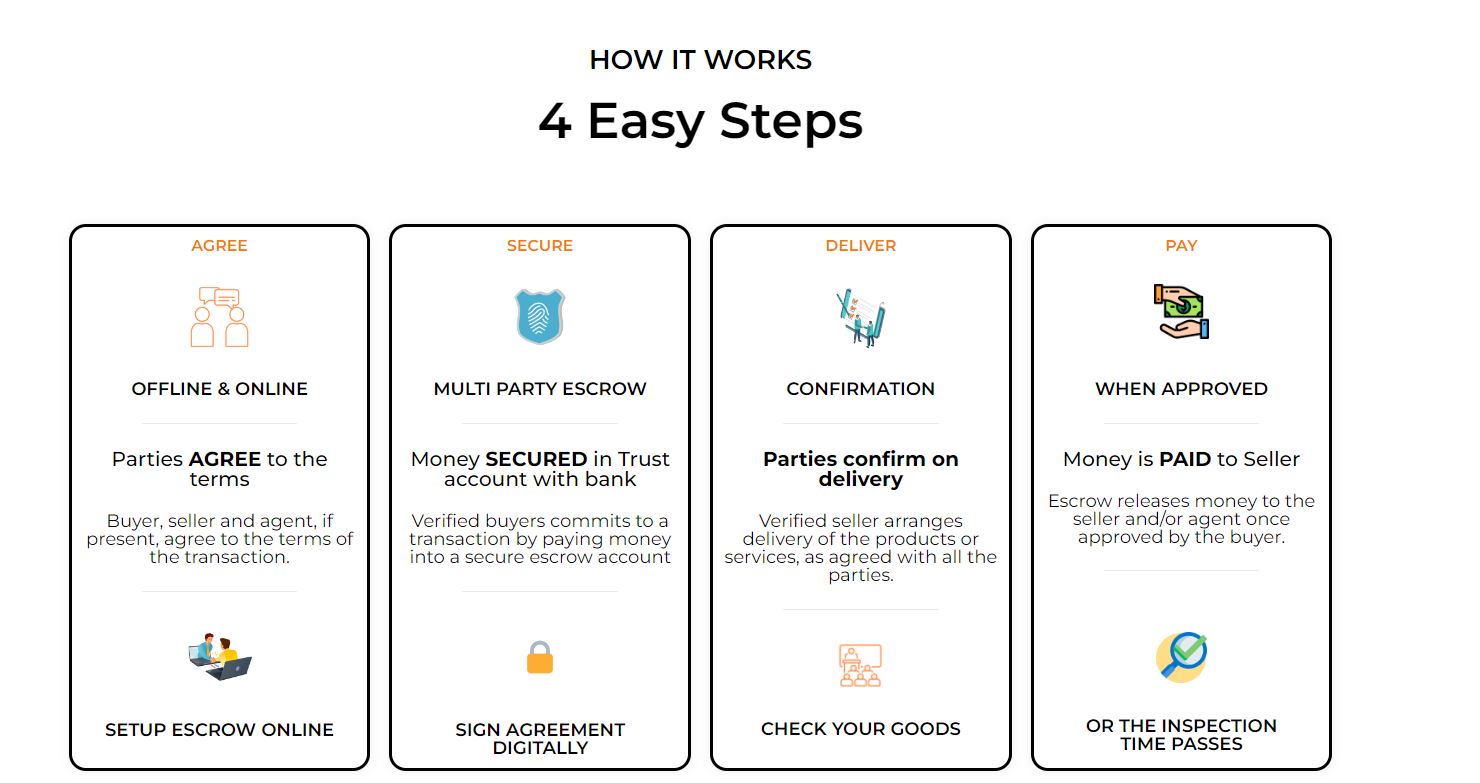 HOW IT WORKS
4 Easy Steps
AGREE
OFFLINE & ONLINE
Parties AGREE to the
terms
Buyer, seller and agent, if
present, agree to the terms of
the transaction.
SETUP ESCROW ONLINE
SECURE
MULTI PARTY ESCROW
Money SECURED in Trust
account with bank
Verified buyers commits to a
transaction by paying money
into a secure escrow account
SIGN AGREEMENT
DIGITALLY
DELIVER
CONFIRMATION
Parties confirm on
delivery
Verified seller arranges
delivery of the products or
services, as agreed with all the
parties.
CHECK YOUR GOODS
PAY
WHEN APPROVED
Money is PAID to Seller
Escrow releases money to the
seller and/or agent once
approved by the buyer.
OR THE INSPECTION
TIME PASSES